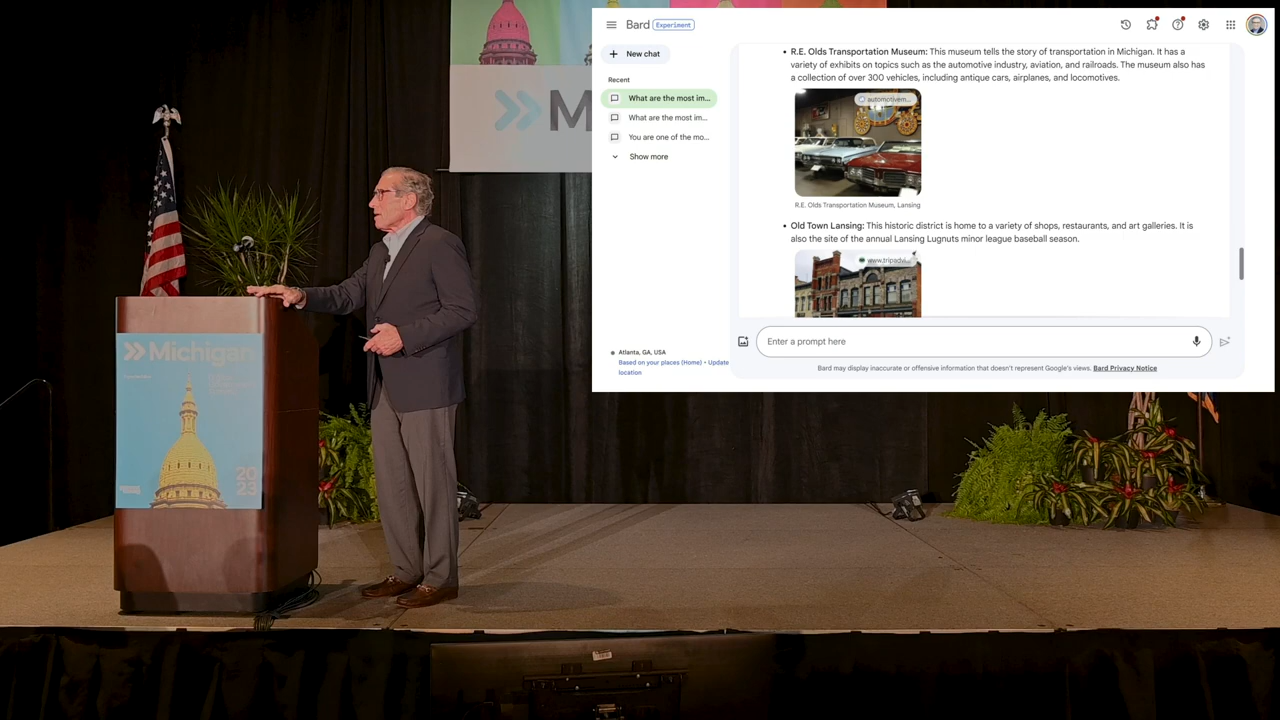 Bard Experiment
New chat
Recent
What are the most im...
What are the most im...
You are one of the mo...
Show more
Atlanta, GA, USA
Based on your places (Home) • Update
location
• R.E. Olds Transportation Museum: This museum tells the story of transportation in Michigan. It has a
variety of exhibits on topics such as the automotive industry, aviation, and railroads. The museum also has
a collection of over 300 vehicles, including antique cars, airplanes, and locomotives.
automotivem...
R.E. Olds Transportation Museum, Lansing
• Old Town Lansing: This historic district is home to a variety of shops, restaurants, and art galleries. It is
also the site of the annual Lansing Lugnuts minor league baseball season.
www.tripadvi...
Enter a prompt here
Bard may display inaccurate or offensive information that doesn't represent Google's views. Bard Privacy Notice
M
Michigan
20
23